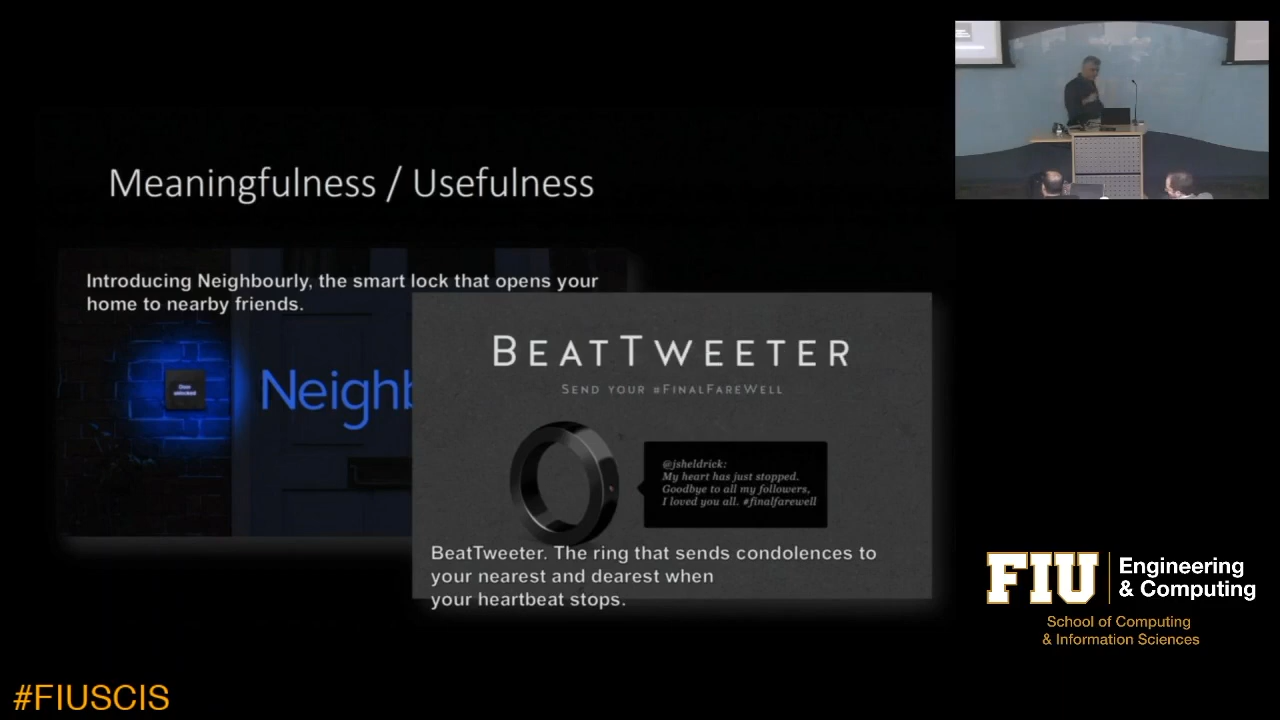 Meaningfulness / Usefulness
Introducing Neighbourly, the smart lock that opens your
home to nearby friends.
Neighb
BEATTWEETER
SEND YOUR #FINALFAREWELL
@jsheldrick:
My heart has just stopped.
Goodbye to all my followers,
I loved you all. #finalfarewell
BeatTweeter. The ring that sends condolences to
your nearest and dearest when
your heartbeat stops.
FIU
Engineering
& Computing
School of Computing
& Information Sciences
#FIUSCIS